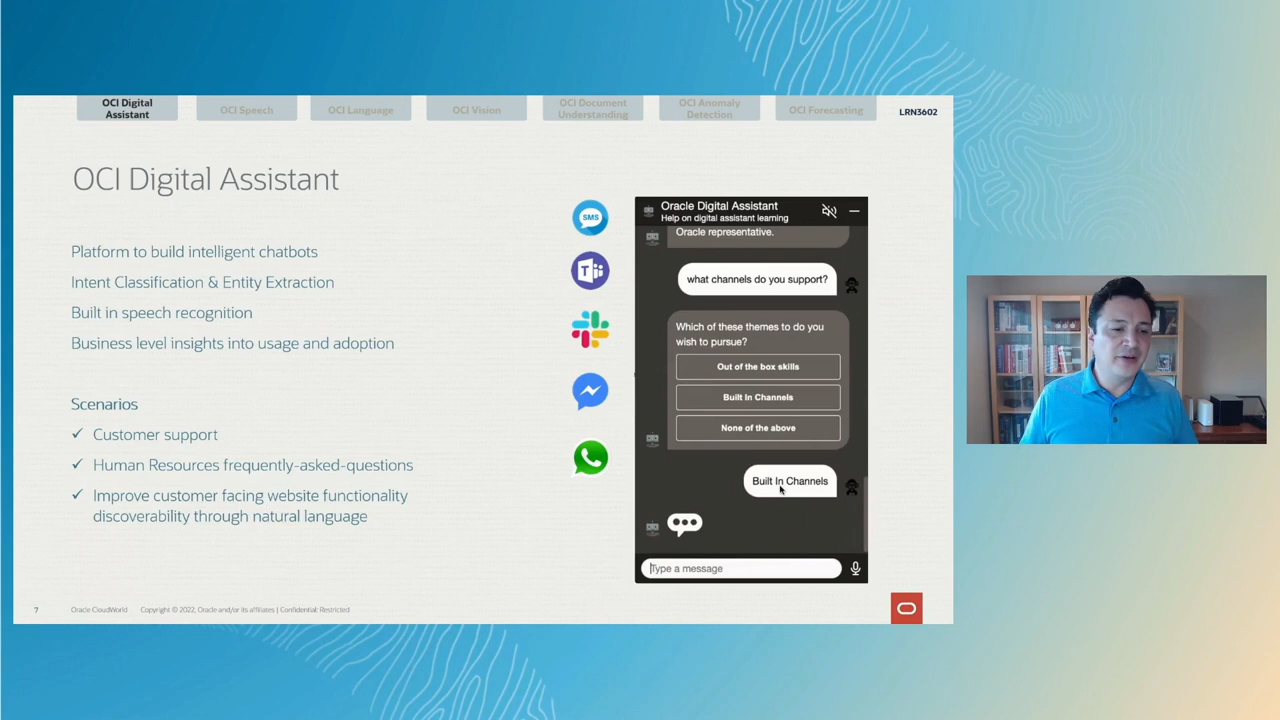 OCI Digital
Assistant
OCI Speech
OCI Language
OCI Vision
OCI Document
Understanding
OCI Anomaly
Detection
OCI Forecasting
LRN3602
OCI Digital Assistant
Platform to build intelligent chatbots
Intent Classification & Entity Extraction
Built in speech recognition
Business level insights into usage and adoption
Scenarios
✓ Customer support
✓ Human Resources frequently-asked-questions
✓ Improve customer facing website functionality
discoverability through natural language
SMS
Oracle Digital Assistant
Help on digital assistant learning
Oracle representative.
what channels do you support?
Which of these themes to do you
wish to pursue?
Out of the box skills
Built In Channels
None of the above
Built In Channels
Type a message
7 Oracle CloudWorld Copyright © 2022, Oracle and/or its affiliates | Confidential: Restricted